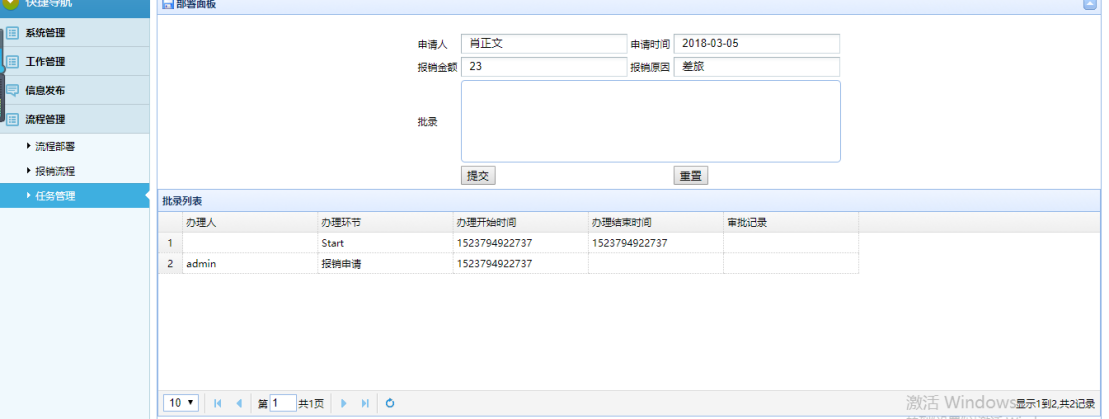 快捷导航
部署面板
系统管理
工作管理
信息发布
流程管理
流程部署
报销流程
任务管理
申请人 肖正文 申请时间 2018-03-05
报销金额 23 报销原因 差旅
批录
提交 重置
批录列表
办理人 办理环节 办理开始时间 办理结束时间 审批记录
1 Start 1523794922737 1523794922737
2 admin 报销申请 1523794922737
10 第 1 共1页
激活 Windows
显示1到2,共2记录